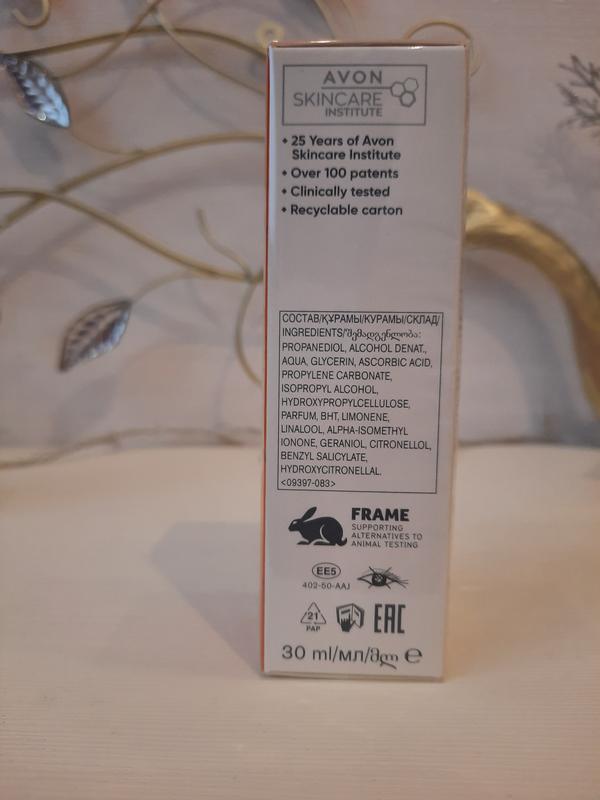 AVON
SKINCARE
INSTITUTE
• 25 Years of Avon
Skincare Institute
• Over 100 patents
• Clinically tested
• Recyclable carton
СОСТАВ/ҚҰРАМЫ/КУРАМЫ/СКЛАД/
INGREDIENTS/შემადგენლობა:
PROPANEDIOL, ALCOHOL DENAT.,
AQUA, GLYCERIN, ASCORBIC ACID,
PROPYLENE CARBONATE,
ISOPROPYL ALCOHOL,
HYDROXYPROPYLCELLULOSE,
PARFUM, BHT, LIMONENE,
LINALOOL, ALPHA-ISOMETHYL
IONONE, GERANIOL, CITRONELLOL,
BENZYL SALICYLATE,
HYDROXYCITRONELLAL.
<09397-083>
FRAME
SUPPORTING
ALTERNATIVES TO
ANIMAL TESTING
EE5
402-50-AAJ
21
PAP
EAC
30 ml/мл/მლ ℮